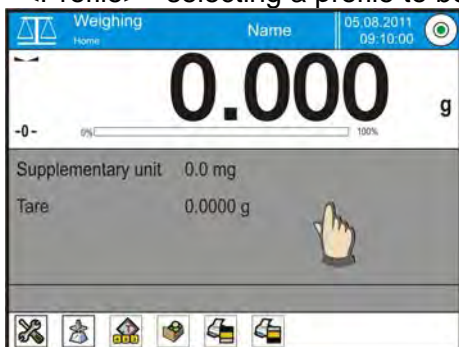 <Profile> - selecting a profile to be
Weighing
Home
Name
05.08.2011
09:10:00
0.000 g
-0-
0%
100%
Supplementary unit 0.0 mg
Tare 0.0000 g